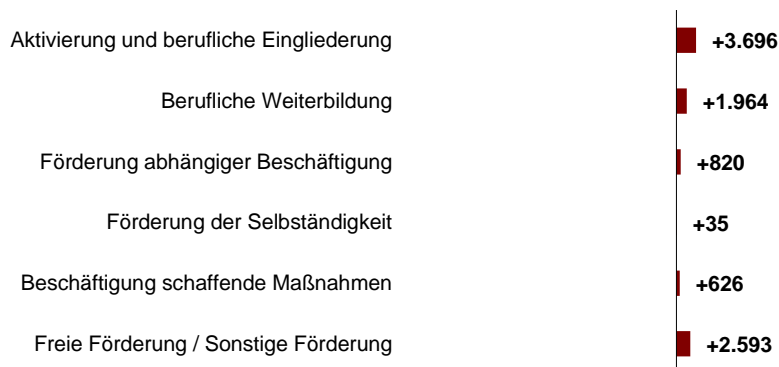 Aktivierung und berufliche Eingliederung +3.696
Berufliche Weiterbildung +1.964
Förderung abhängiger Beschäftigung +820
Förderung der Selbständigkeit +35
Beschäftigung schaffende Maßnahmen +626
Freie Förderung / Sonstige Förderung +2.593